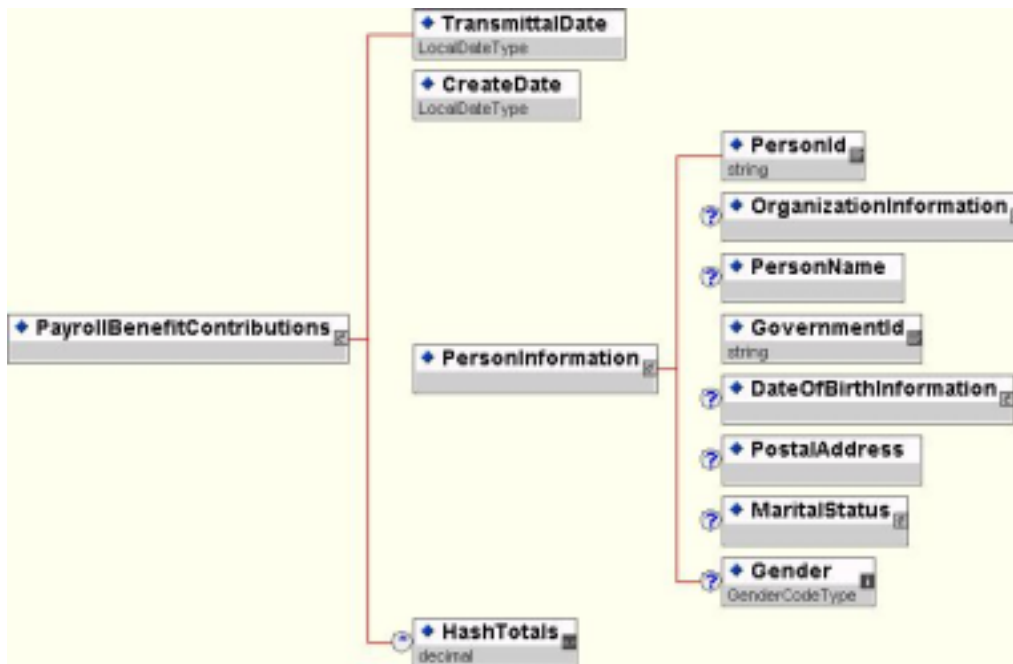 TransmittalDate
LocalDateType
CreateDate
LocalDateType
PersonId
string
? OrganizationInformation
? PersonName
PayrollBenefitContributions
GovernmentId
string
PersonInformation
? DateOfBirthInformation
? PostalAddress
? MaritalStatus
? Gender
GenderCodeType
* HashTotals
decimal